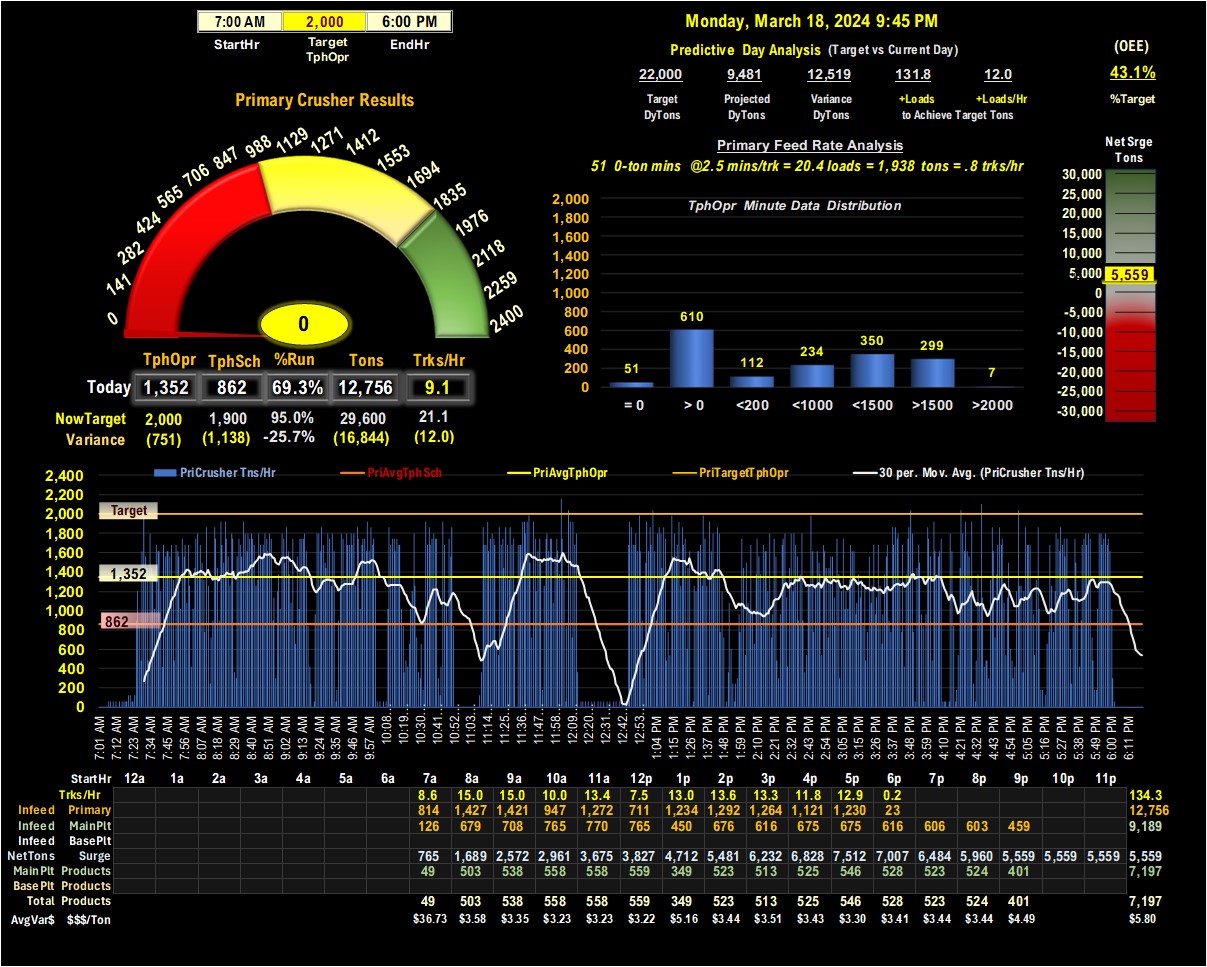 7:00 AM 2,000 6:00 PM
StartHr Target TphOpr EndHr
Monday, March 18, 2024 9:45 PM
Predictive Day Analysis (Target vs Current Day)
22,000 9,481 12,519 131.8 12.0
Target Projected Variance +Loads +Loads/Hr
DyTons DyTons DyTons to Achieve Target Tons
(OEE)
43.1%
%Target
Primary Crusher Results
0 141 282 424 565 706 847 988 1129 1271 1412 1553 1694 1835 1976 2118 2259 2400
0
TphOpr TphSch %Run Tons Trks/Hr
Today 1,352 862 69.3% 12,756 9.1
NowTarget 2,000 1,900 95.0% 29,600 21.1
Variance (751) (1,138) -25.7% (16,844) (12.0)
Primary Feed Rate Analysis
51 0-ton mins @2.5 mins/trk = 20.4 loads = 1,938 tons = .8 trks/hr
TphOpr Minute Data Distribution
2,000
1,800
1,600
1,400
1,200
1,000
800
600
400
200
0
51 610 112 234 350 299 7
= 0 > 0 <200 <1000 <1500 >1500 >2000
Net Srge
Tons
30,000
25,000
20,000
15,000
10,000
5,000 5,559
0
-5,000
-10,000
-15,000
-20,000
-25,000
-30,000
PriCrusher Tns/Hr PriAvgTphSch PriAvgTphOpr PriTargetTphOpr 30 per. Mov. Avg. (PriCrusher Tns/Hr)
2,400
2,200
2,000 Target
1,800
1,600
1,400 1,352
1,200
1,000
800 862
600
400
200
0
7:01 AM 7:12 AM 7:23 AM 7:34 AM 7:45 AM 7:56 AM 8:07 AM 8:18 AM 8:29 AM 8:40 AM 8:51 AM 9:02 AM 9:13 AM 9:24 AM 9:35 AM 9:46 AM 9:57 AM 10:08... 10:19... 10:30... 10:41... 10:52... 11:03... 11:14... 11:25... 11:36... 11:47... 11:58... 12:09... 12:20... 12:31... 12:42... 12:53... 1:04 PM 1:15 PM 1:26 PM 1:37 PM 1:48 PM 1:59 PM 2:10 PM 2:21 PM 2:32 PM 2:43 PM 2:54 PM 3:05 PM 3:15 PM 3:26 PM 3:37 PM 3:48 PM 3:59 PM 4:10 PM 4:21 PM 4:32 PM 4:43 PM 4:54 PM 5:05 PM 5:16 PM 5:27 PM 5:38 PM 5:49 PM 6:00 PM 6:11 PM
StartHr 12a 1a 2a 3a 4a 5a 6a 7a 8a 9a 10a 11a 12p 1p 2p 3p 4p 5p 6p 7p 8p 9p 10p 11p
Trks/Hr 8.6 15.0 15.0 10.0 13.4 7.5 13.0 13.6 13.3 11.8 12.9 0.2 134.3
Infeed Primary 814 1,427 1,421 947 1,272 711 1,234 1,292 1,264 1,121 1,230 23 12,756
Infeed MainPlt 126 679 708 765 770 765 450 676 616 675 675 616 606 603 459 9,189
Infeed BasePlt
NetTons Surge 765 1,689 2,572 2,961 3,675 3,827 4,712 5,481 6,232 6,828 7,512 7,007 6,484 5,960 5,559 5,559 5,559 5,559
MainPlt Products 49 503 538 558 558 559 349 523 513 525 546 528 523 524 401 7,197
BasePlt Products
Total Products 49 503 538 558 558 559 349 523 513 525 546 528 523 524 401 7,197
AvgVar$ $$$/Ton $36.73 $3.58 $3.35 $3.23 $3.23 $3.22 $5.16 $3.44 $3.51 $3.43 $3.30 $3.41 $3.44 $3.44 $4.49 $5.80